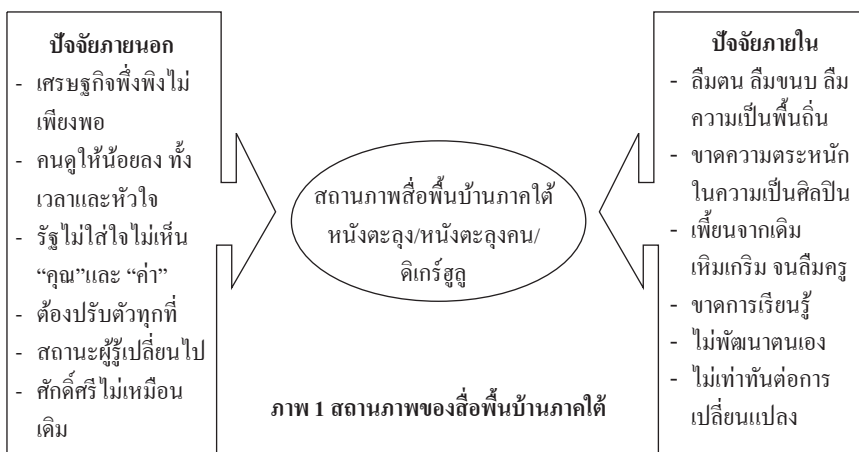 ปัจจัยภายนอก
- เศรษฐกิจพึ่งพิงไม่
เพียงพอ
- คนดูให้น้อยลง ทั้ง
เวลาและหัวใจ
- รัฐไม่ใส่ใจไม่เห็น
“คุณ”และ “ค่า”
- ต้องปรับตัวทุกที่
- สถานะผู้รู้เปลี่ยนไป
- ศักดิ์ศรีไม่เหมือน
เดิม
สถานภาพสื่อพื้นบ้านภาคใต้
หนังตะลุง/หนังตะลุงคน/
ดิเกร์ฮูลู
ปัจจัยภายใน
- ลืมตน ลืมขนบ ลืม
ความเป็นพื้นถิ่น
- ขาดความตระหนัก
ในความเป็นศิลปิน
- เพี้ยนจากเดิม
เหิมเกริม จนลืมครู
- ขาดการเรียนรู้
- ไม่พัฒนาตนเอง
- ไม่เท่าทันต่อการ
เปลี่ยนแปลง
ภาพ 1 สถานภาพของสื่อพื้นบ้านภาคใต้